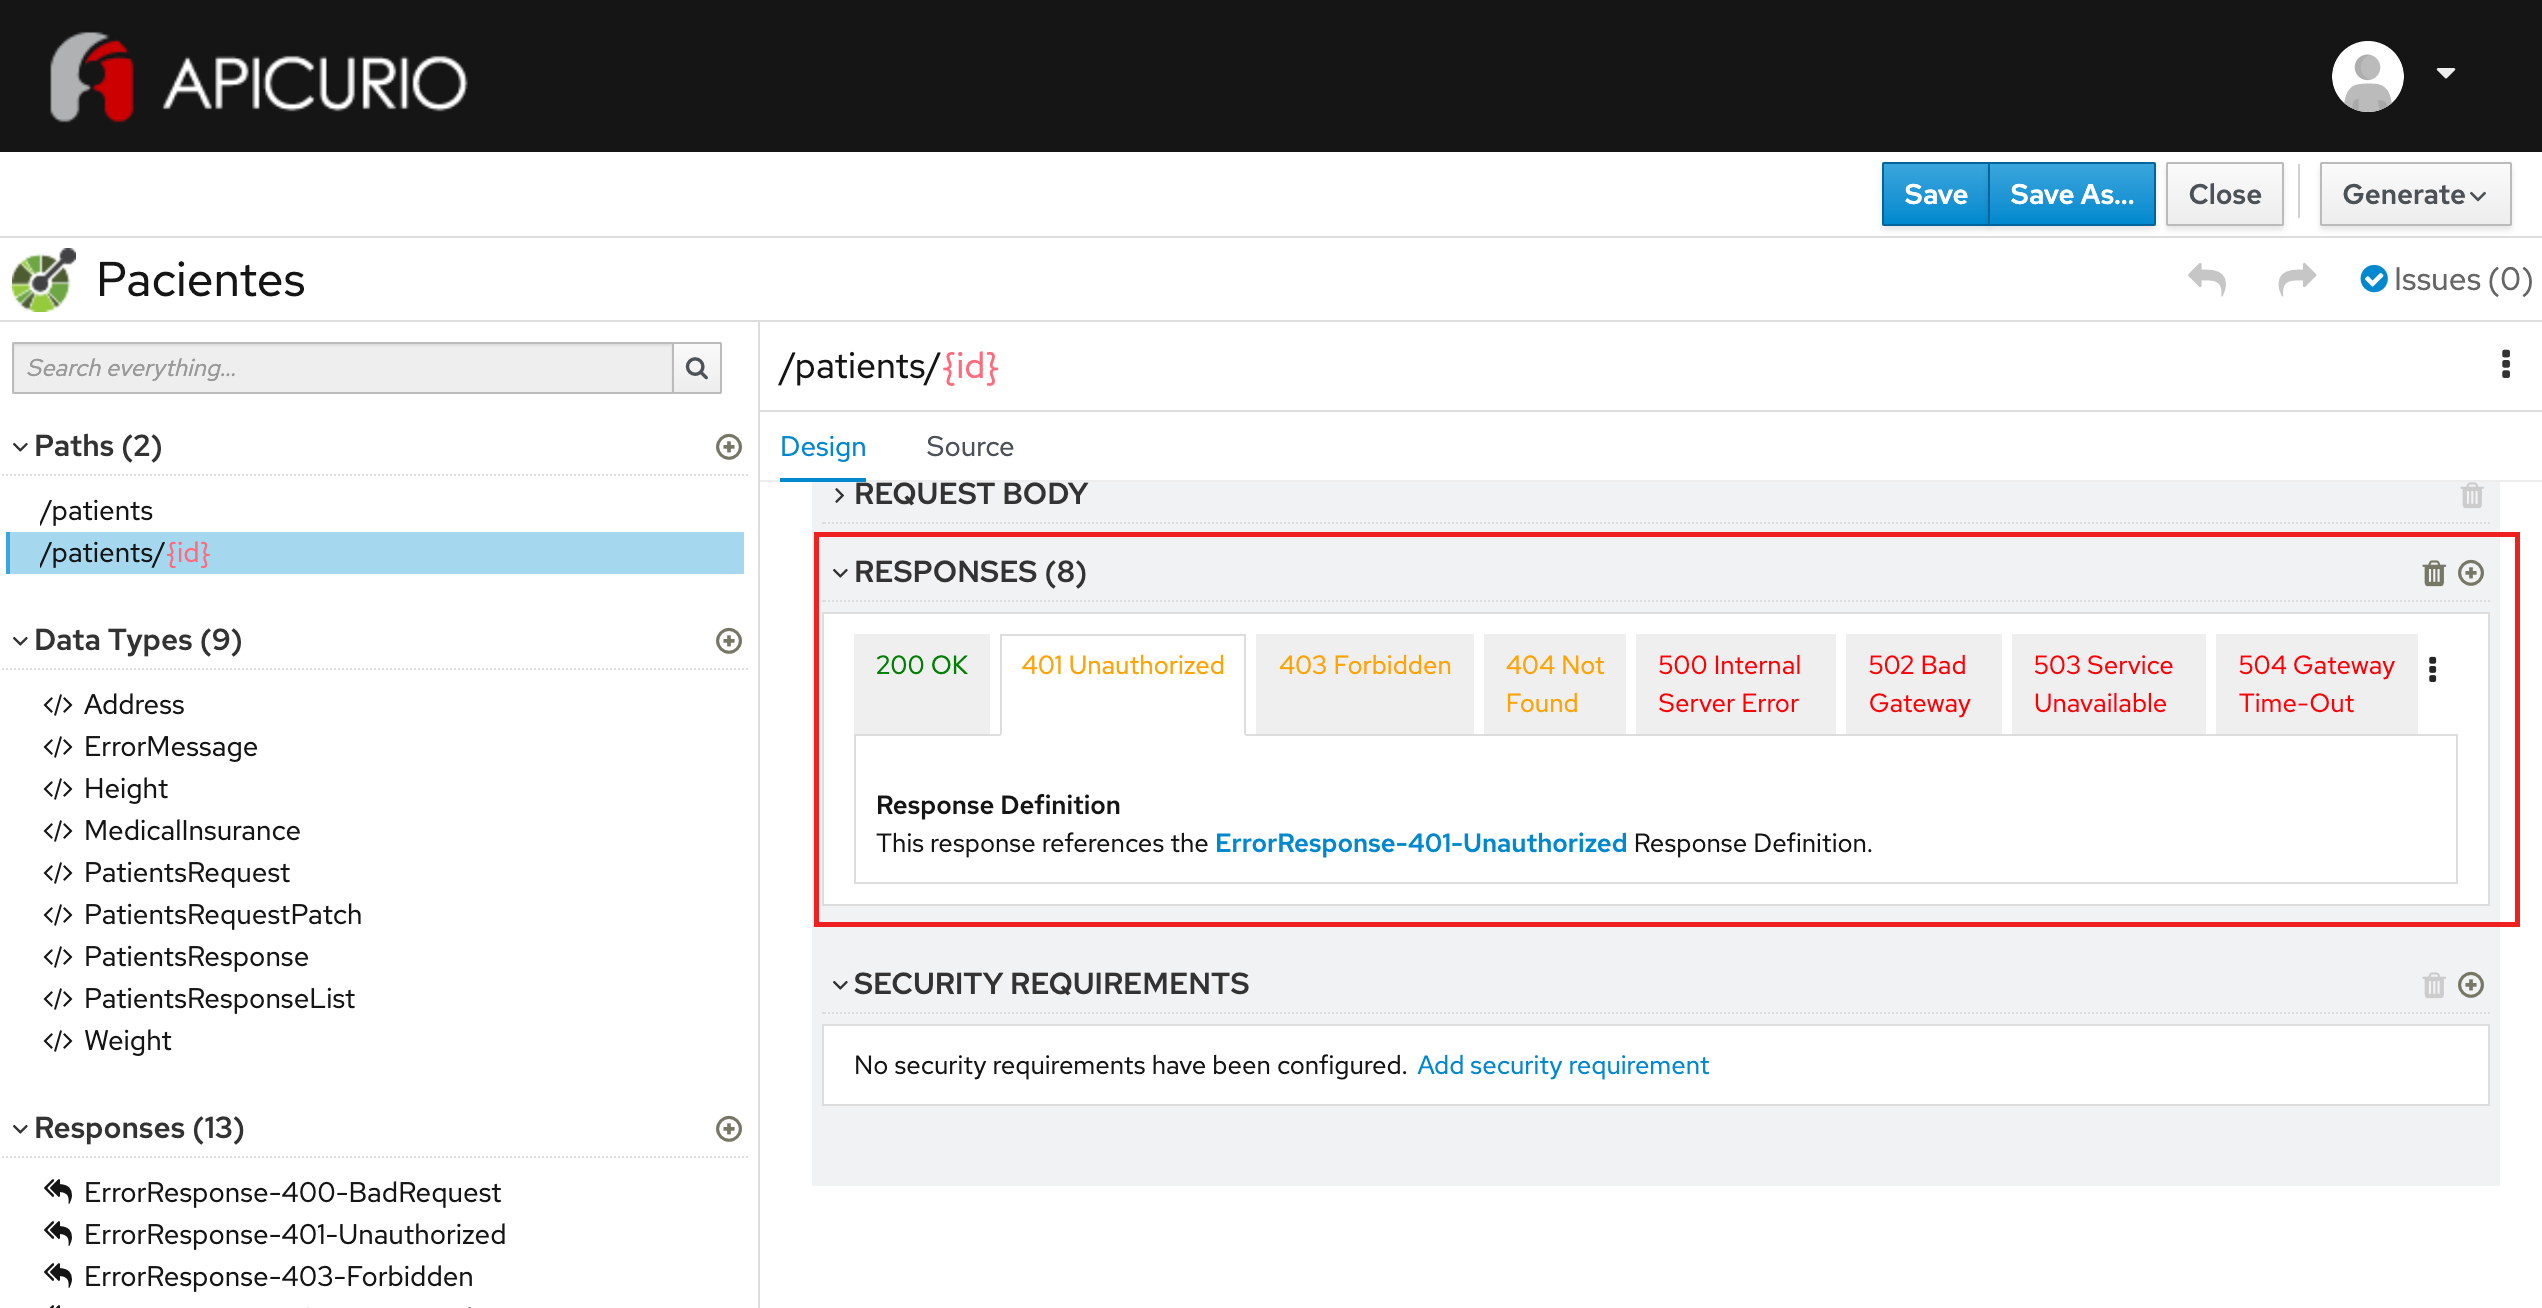 APICURIO
Save Save As... Close Generate
Pacientes
Issues (0)
Search everything...
Paths (2)
/patients
/patients/{id}
Data Types (9)
</> Address
</> ErrorMessage
</> Height
</> MedicalInsurance
</> PatientsRequest
</> PatientsRequestPatch
</> PatientsResponse
</> PatientsResponseList
</> Weight
Responses (13)
ErrorResponse-400-BadRequest
ErrorResponse-401-Unauthorized
ErrorResponse-403-Forbidden
/patients/{id}
Design Source
REQUEST BODY
RESPONSES (8)
200 OK
401 Unauthorized
403 Forbidden
404 Not
Found
500 Internal
Server Error
502 Bad
Gateway
503 Service
Unavailable
504 Gateway
Time-Out
Response Definition
This response references the ErrorResponse-401-Unauthorized Response Definition.
SECURITY REQUIREMENTS
No security requirements have been configured. Add security requirement